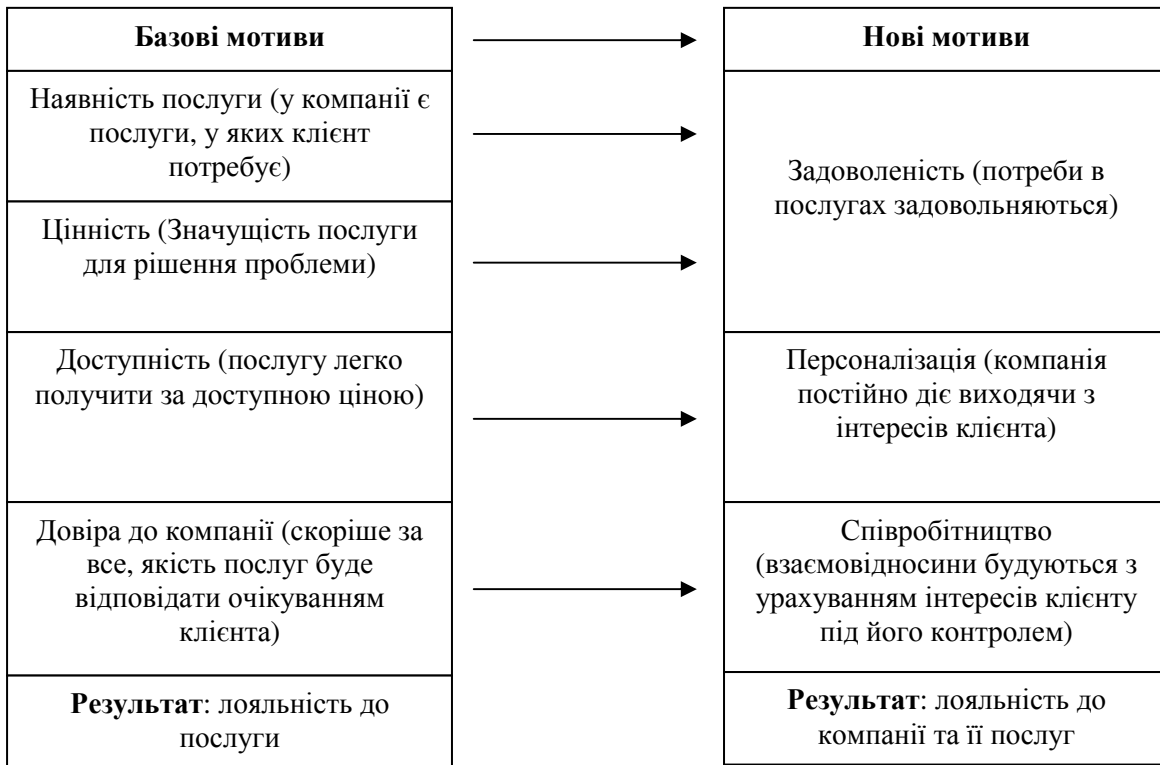 Базові мотиви
Нові мотиви
Наявність послуги (у компанії є
послуги, у яких клієнт
потребує)
Задоволеність (потреби в
послугах задовольняються)
Цінність (Значущість послуги
для рішення проблеми)
Доступність (послугу легко
получити за доступною ціною)
Персоналізація (компанія
постійно діє виходячи з
інтересів клієнта)
Довіра до компанії (скоріше за
все, якість послуг буде
відповідати очікуванням
клієнта)
Співробітництво
(взаємовідносини будуються з
урахуванням інтересів клієнту
під його контролем)
Результат: лояльність до
послуги
Результат: лояльність до
компанії та її послуг